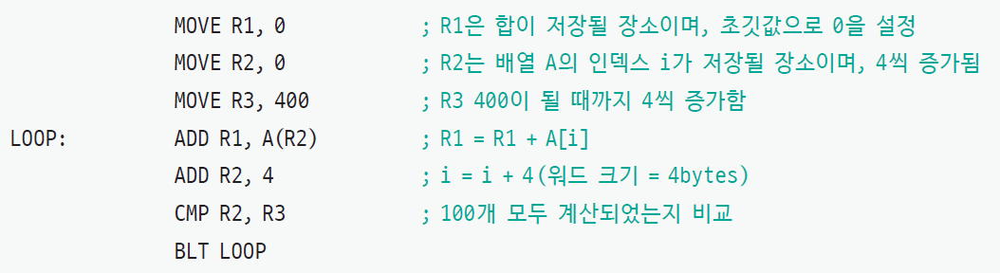 MOVE R1, 0 ; R1은 합이 저장될 장소이며, 초깃값으로 0을 설정
MOVE R2, 0 ; R2는 배열 A의 인덱스 i가 저장될 장소이며, 4씩 증가됨
MOVE R3, 400 ; R3 400이 될 때까지 4씩 증가함
LOOP: ADD R1, A(R2) ; R1 = R1 + A[i]
ADD R2, 4 ; i = i + 4(워드 크기 = 4bytes)
CMP R2, R3 ; 100개 모두 계산되었는지 비교
BLT LOOP